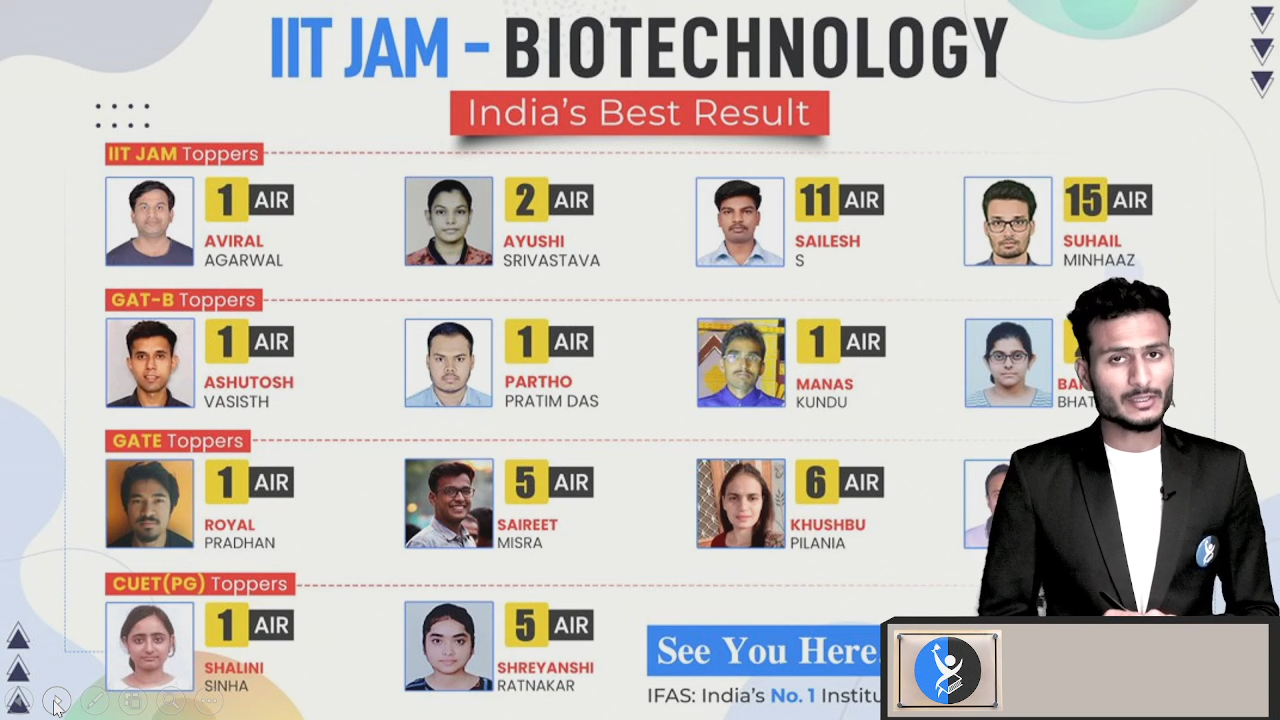 IIT JAM - BIOTECHNOLOGY
India's Best Result
IIT JAM Toppers
1 AIR
AVIRAL
AGARWAL
2 AIR
AYUSHI
SRIVASTAVA
11 AIR
SAILESH
S
15 AIR
SUHAIL
MINHAAZ
GAT-B Toppers
1 AIR
ASHUTOSH
VASISTH
1 AIR
PARTHO
PRATIM DAS
1 AIR
MANAS
KUNDU
GATE Toppers
1 AIR
ROYAL
PRADHAN
5 AIR
SAIREET
MISRA
6 AIR
KHUSHBU
PILANIA
CUET(PG) Toppers
1 AIR
SHALINI
SINHA
5 AIR
SHREYANSHI
RATNAKAR
See You Here
IFAS: India's No. 1